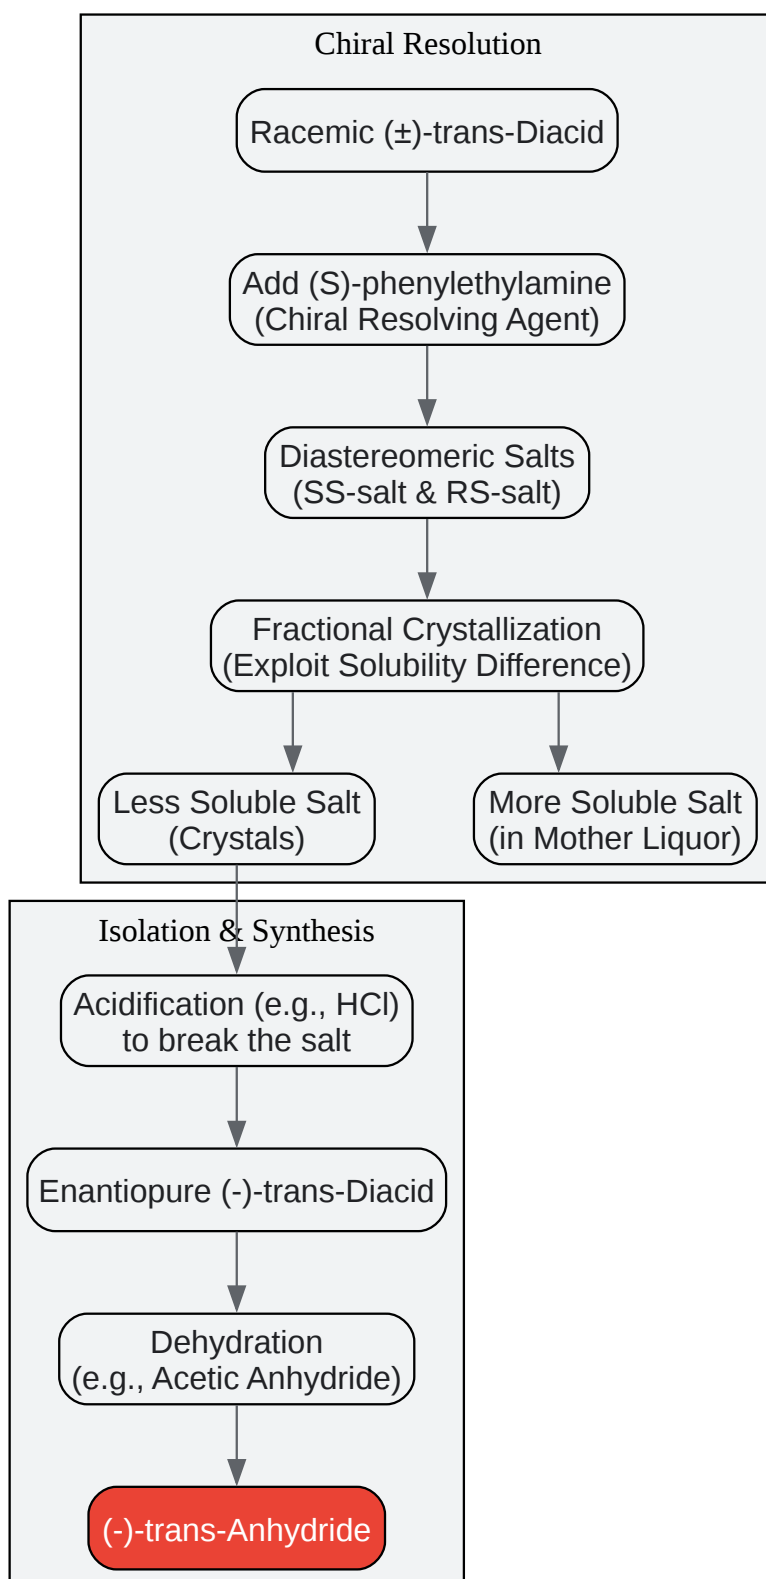 Chiral Resolution
Racemic (±)-trans-Diacid
Add (S)-phenylethylamine
(Chiral Resolving Agent)
Diastereomeric Salts
(SS-salt & RS-salt)
Fractional Crystallization
(Exploit Solubility Difference)
Less Soluble Salt
(Crystals)
More Soluble Salt
(in Mother Liquor)
Isolation & Synthesis
Acidification (e.g., HCl)
to break the salt
Enantiopure (-)-trans-Diacid
Dehydration
(e.g., Acetic Anhydride)
(-)-trans-Anhydride